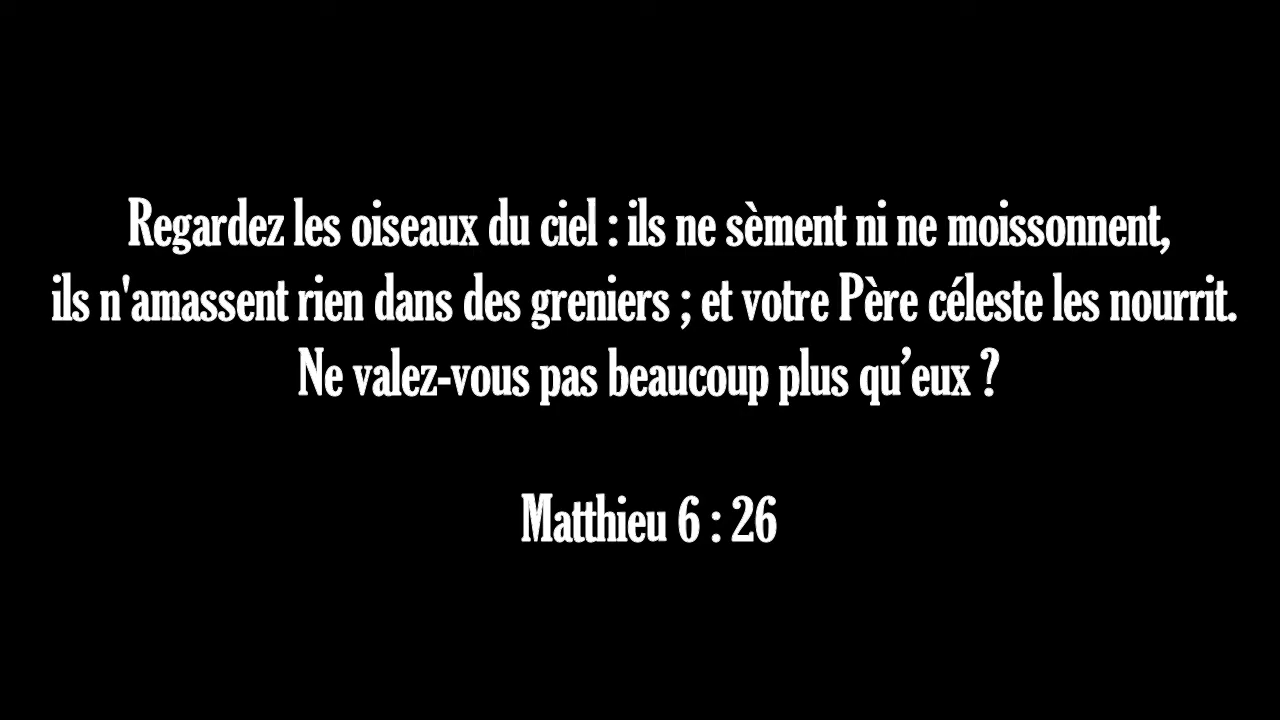 Regardez les oiseaux du ciel : ils ne sèment ni ne moissonnent,
ils n'amassent rien dans des greniers ; et votre Père céleste les nourrit.
Ne valez-vous pas beaucoup plus qu’eux ?
Matthieu 6 : 26